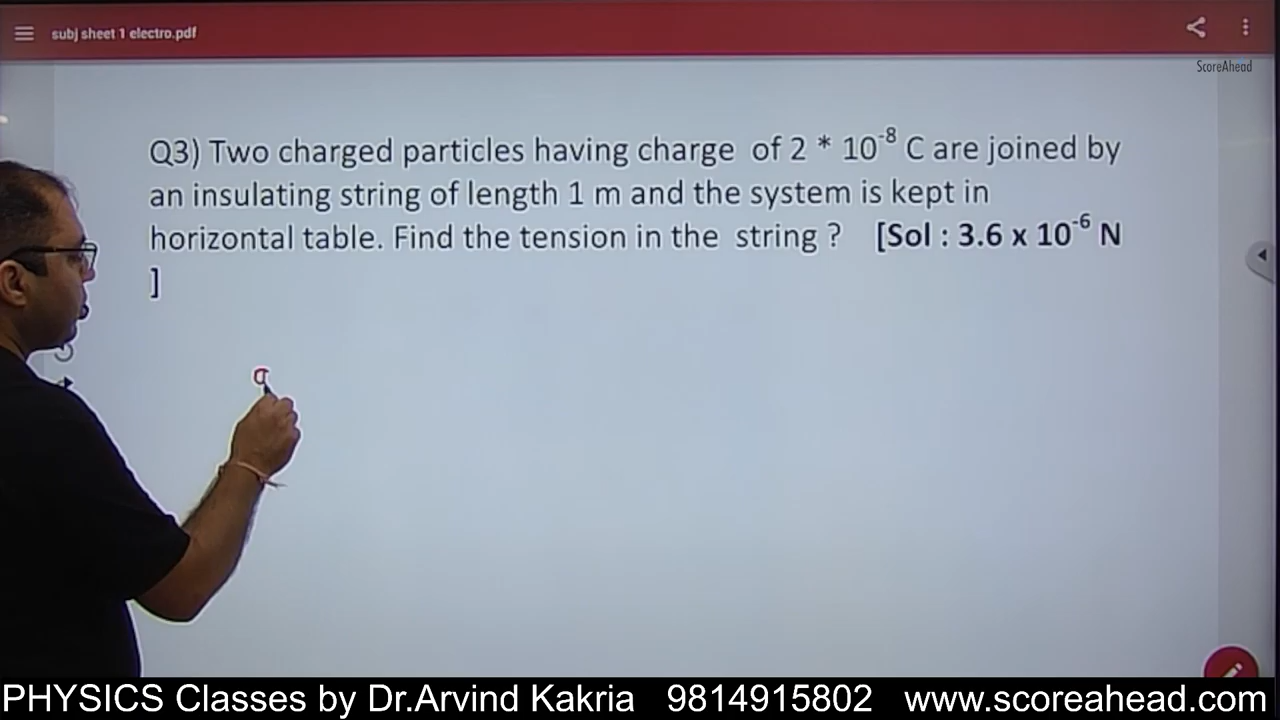 subj sheet 1 electro.pdf
ScoreAhead
Q3) Two charged particles having charge of 2 * 10⁻⁸ C are joined by
an insulating string of length 1 m and the system is kept in
horizontal table. Find the tension in the string ? [Sol : 3.6 x 10⁻⁶ N
]
PHYSICS Classes by Dr.Arvind Kakria 9814915802 www.scoreahead.com